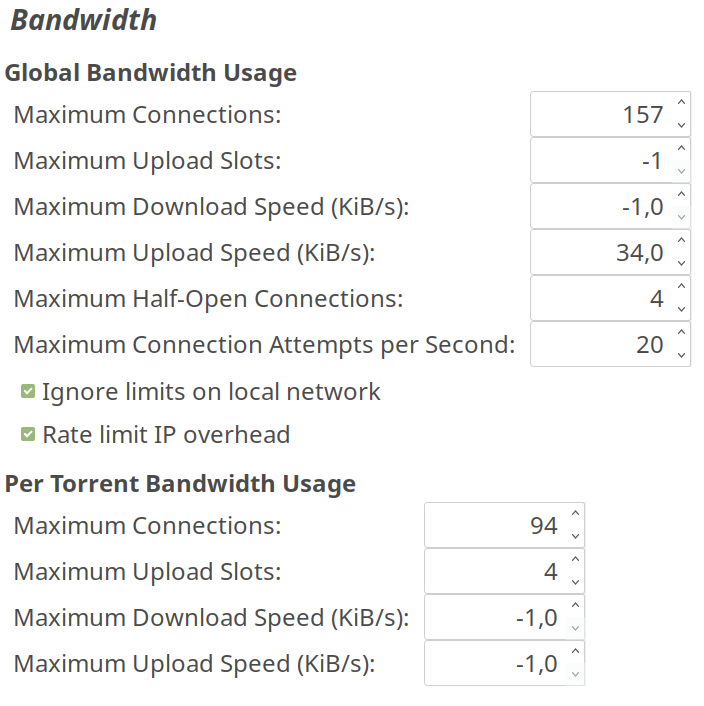 Bandwidth
Global Bandwidth Usage
Maximum Connections: 157
Maximum Upload Slots: -1
Maximum Download Speed (KiB/s): -1,0
Maximum Upload Speed (KiB/s): 34,0
Maximum Half-Open Connections: 4
Maximum Connection Attempts per Second: 20
Ignore limits on local network
Rate limit IP overhead
Per Torrent Bandwidth Usage
Maximum Connections: 94
Maximum Upload Slots: 4
Maximum Download Speed (KiB/s): -1,0
Maximum Upload Speed (KiB/s): -1,0